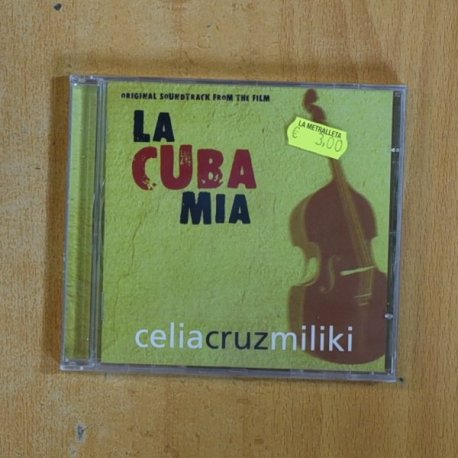 ORIGINAL SOUNDTRACK FROM THE FILM
LA
CUBA
MIA
LA METRALLETA
€ 3,00
celiacruzmiliki